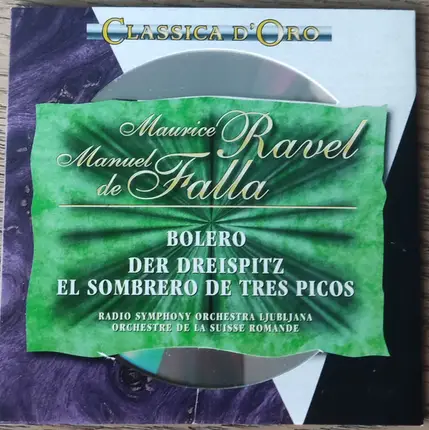 CLASSICA D'ORO
Maurice Ravel
Manuel de Falla
BOLERO
DER DREISPITZ
EL SOMBRERO DE TRES PICOS
RADIO SYMPHONY ORCHESTRA LJUBLJANA
ORCHESTRE DE LA SUISSE ROMANDE